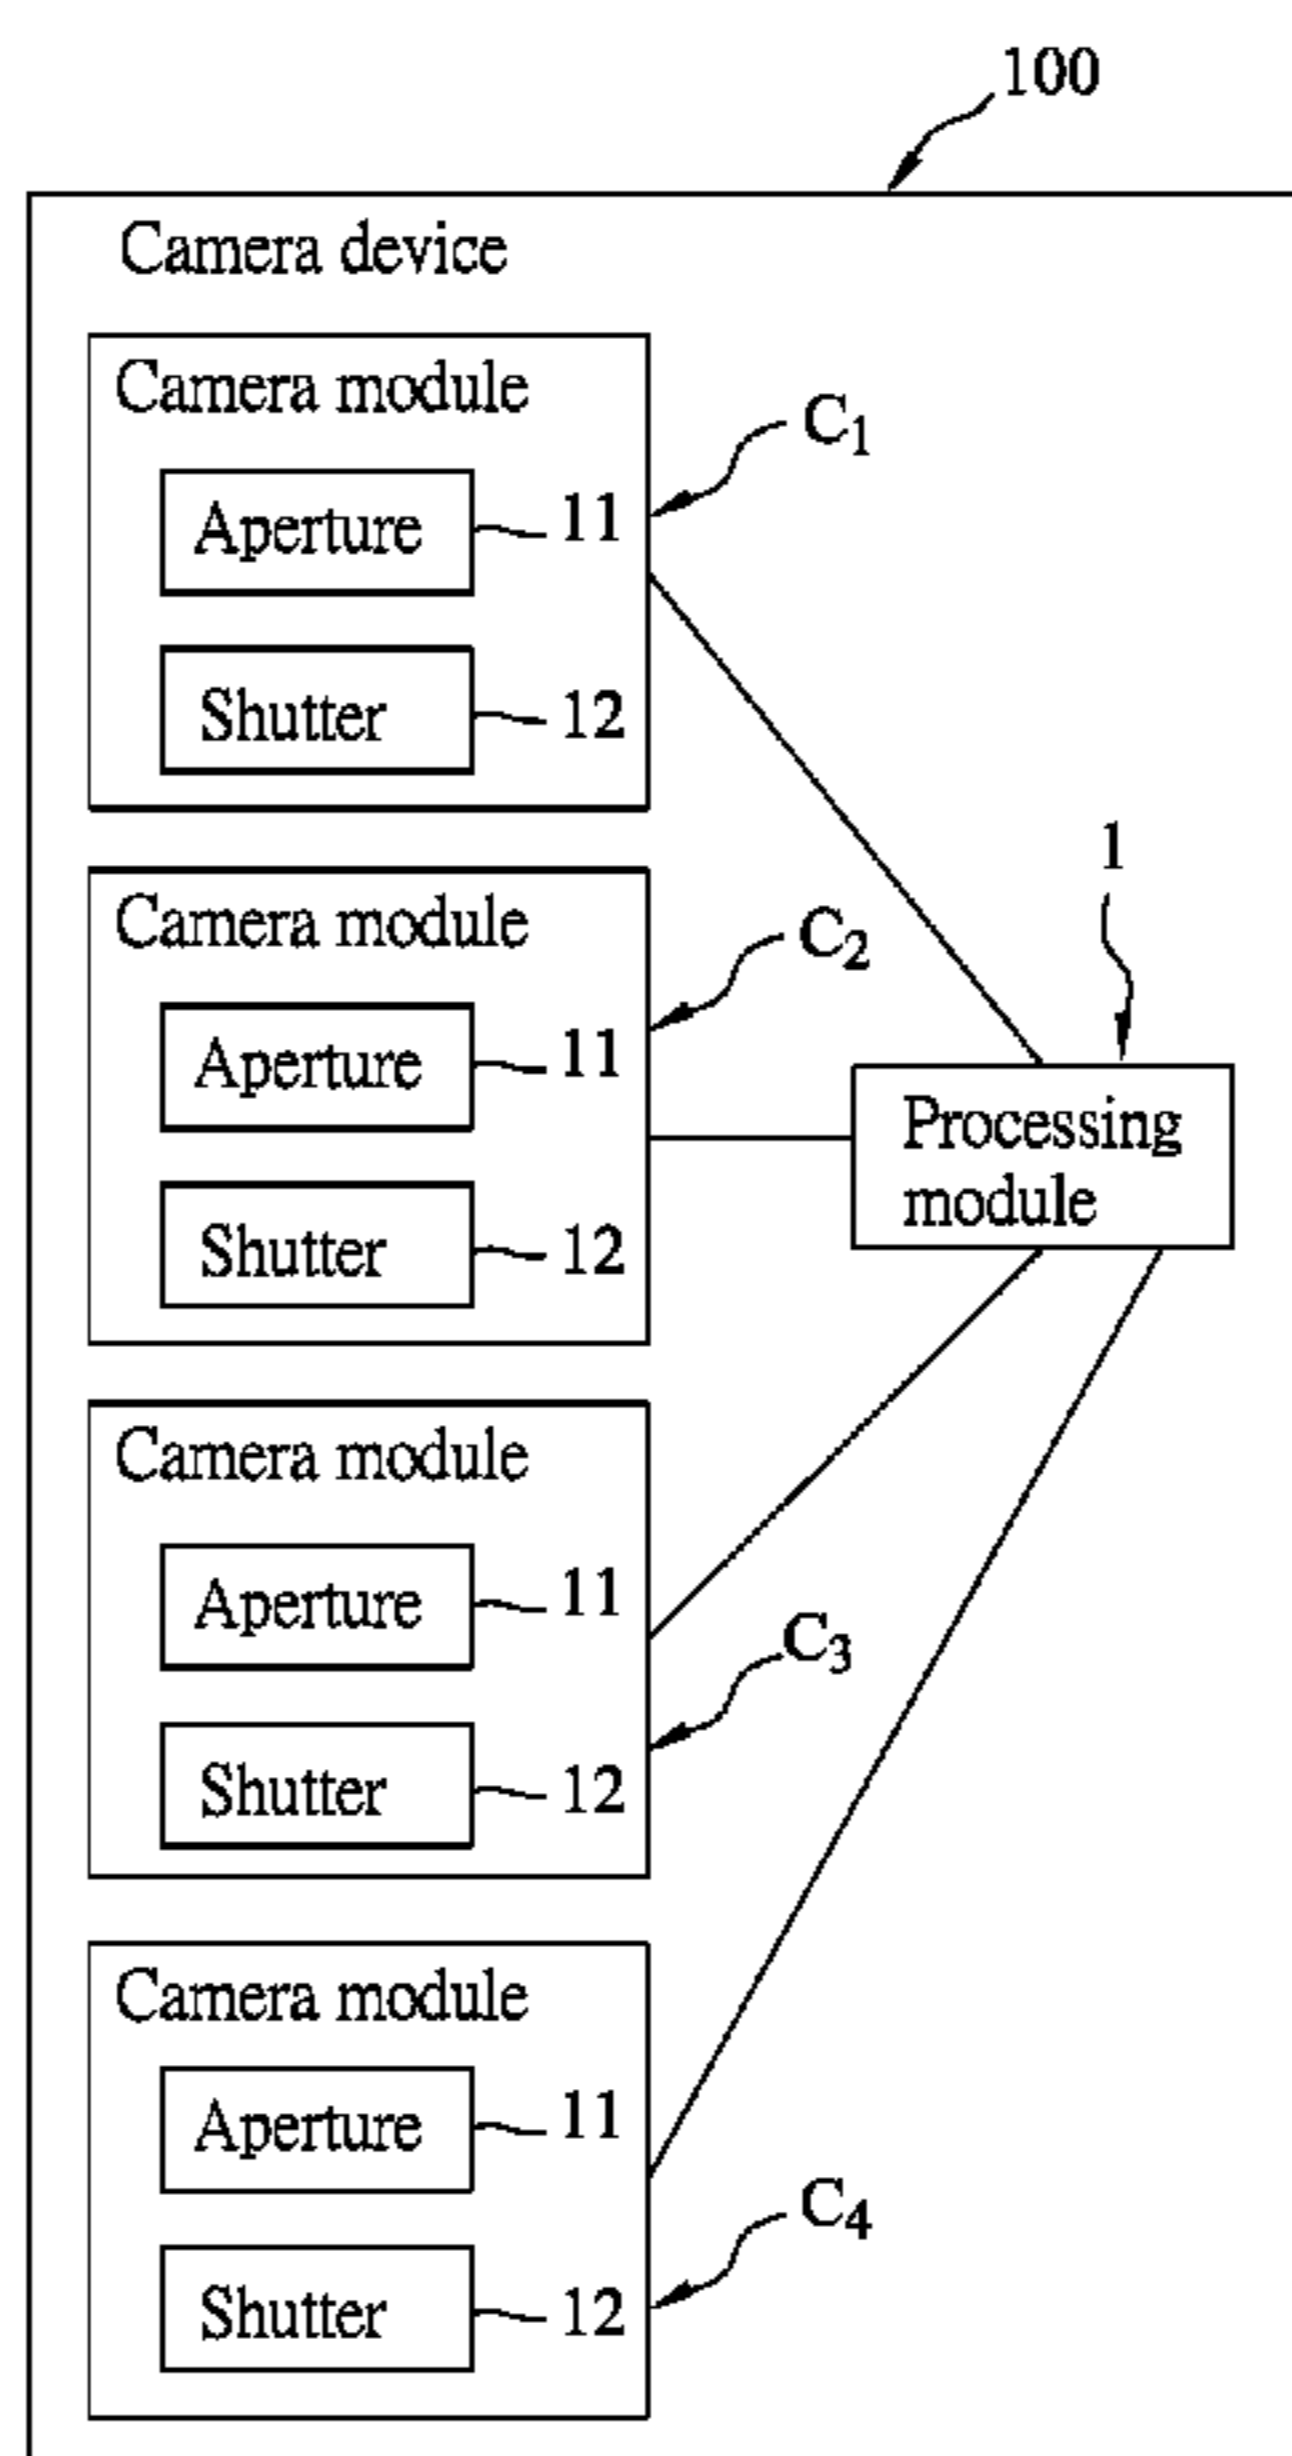 100
Camera device
Camera module
C1
Aperture 11
Shutter 12
1
Camera module
C2
Aperture 11
Processing
module
Shutter 12
Camera module
Aperture 11
C3
Shutter 12
Camera module
Aperture 11
C4
Shutter 12